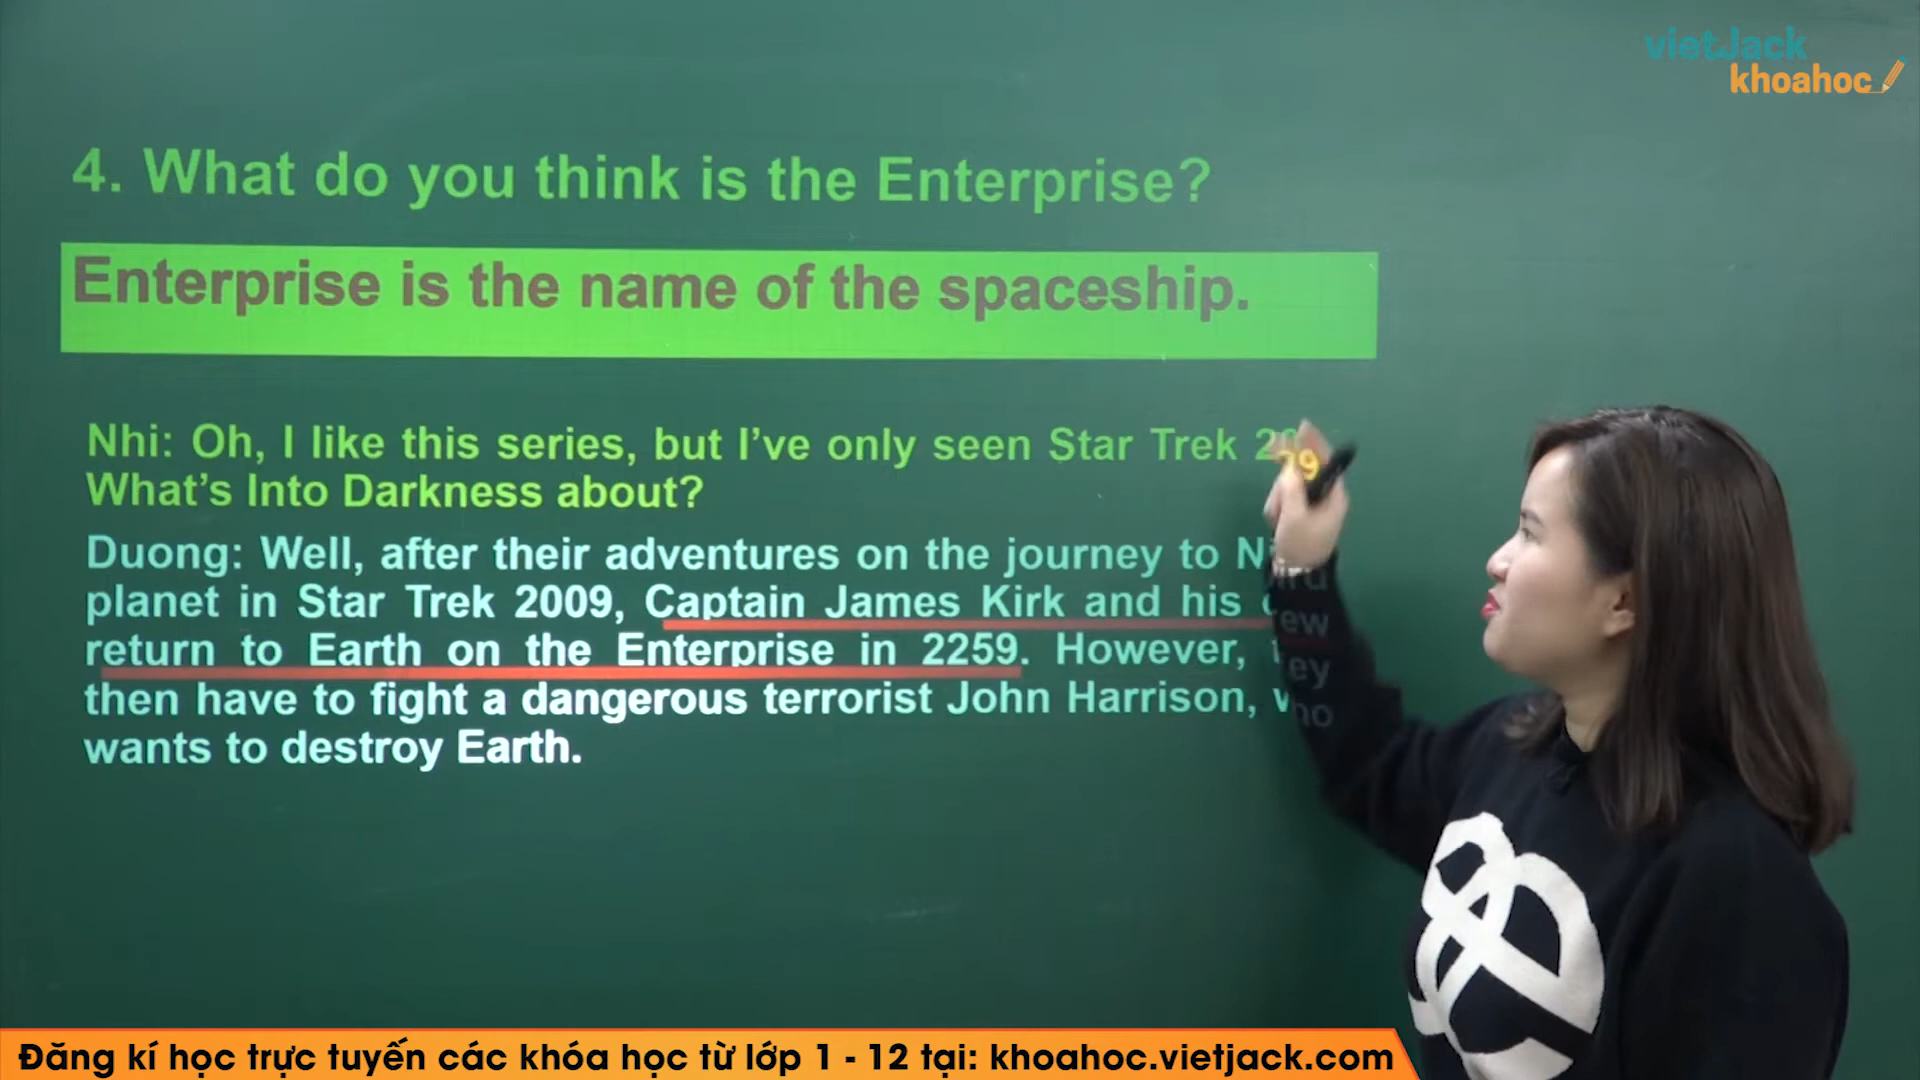 vietJack
khoahoc
4. What do you think is the Enterprise?
Enterprise is the name of the spaceship.
Nhi: Oh, I like this series, but I've only seen Star Trek
What's Into Darkness about?
Duong: Well, after their adventures on the journey to
planet in Star Trek 2009, Captain James Kirk and his crew
return to Earth on the Enterprise in 2259. However, they
then have to fight a dangerous terrorist John Harrison, who
wants to destroy Earth.
Đăng kí học trực tuyến các khóa học từ lớp 1 - 12 tại: khoahoc.vietjack.com